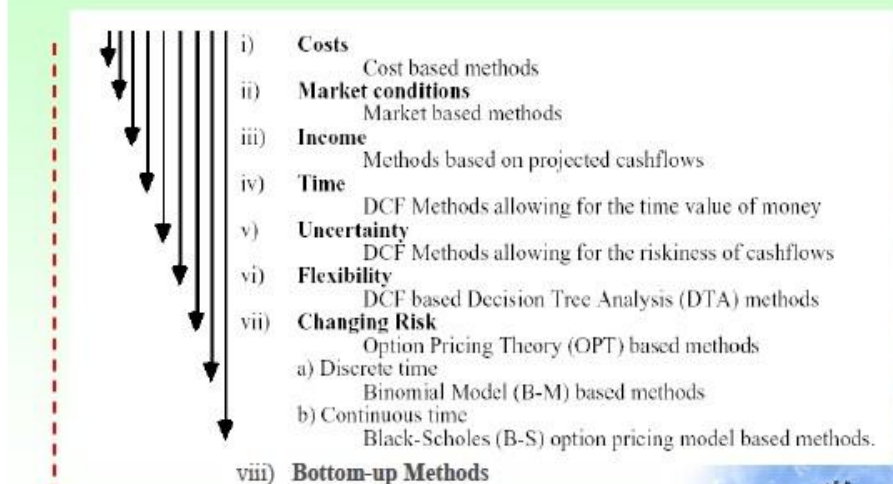 i) Costs
Cost based methods
ii) Market conditions
Market based methods
iii) Income
Methods based on projected cashflows
iv) Time
DCF Methods allowing for the time value of money
v) Uncertainty
DCF Methods allowing for the riskiness of cashflows
vi) Flexibility
DCF based Decision Tree Analysis (DTA) methods
vii) Changing Risk
Option Pricing Theory (OPT) based methods
a) Discrete time
Binomial Model (B-M) based methods
b) Continuous time
Black-Scholes (B-S) option pricing model based methods.
viii) Bottom-up Methods